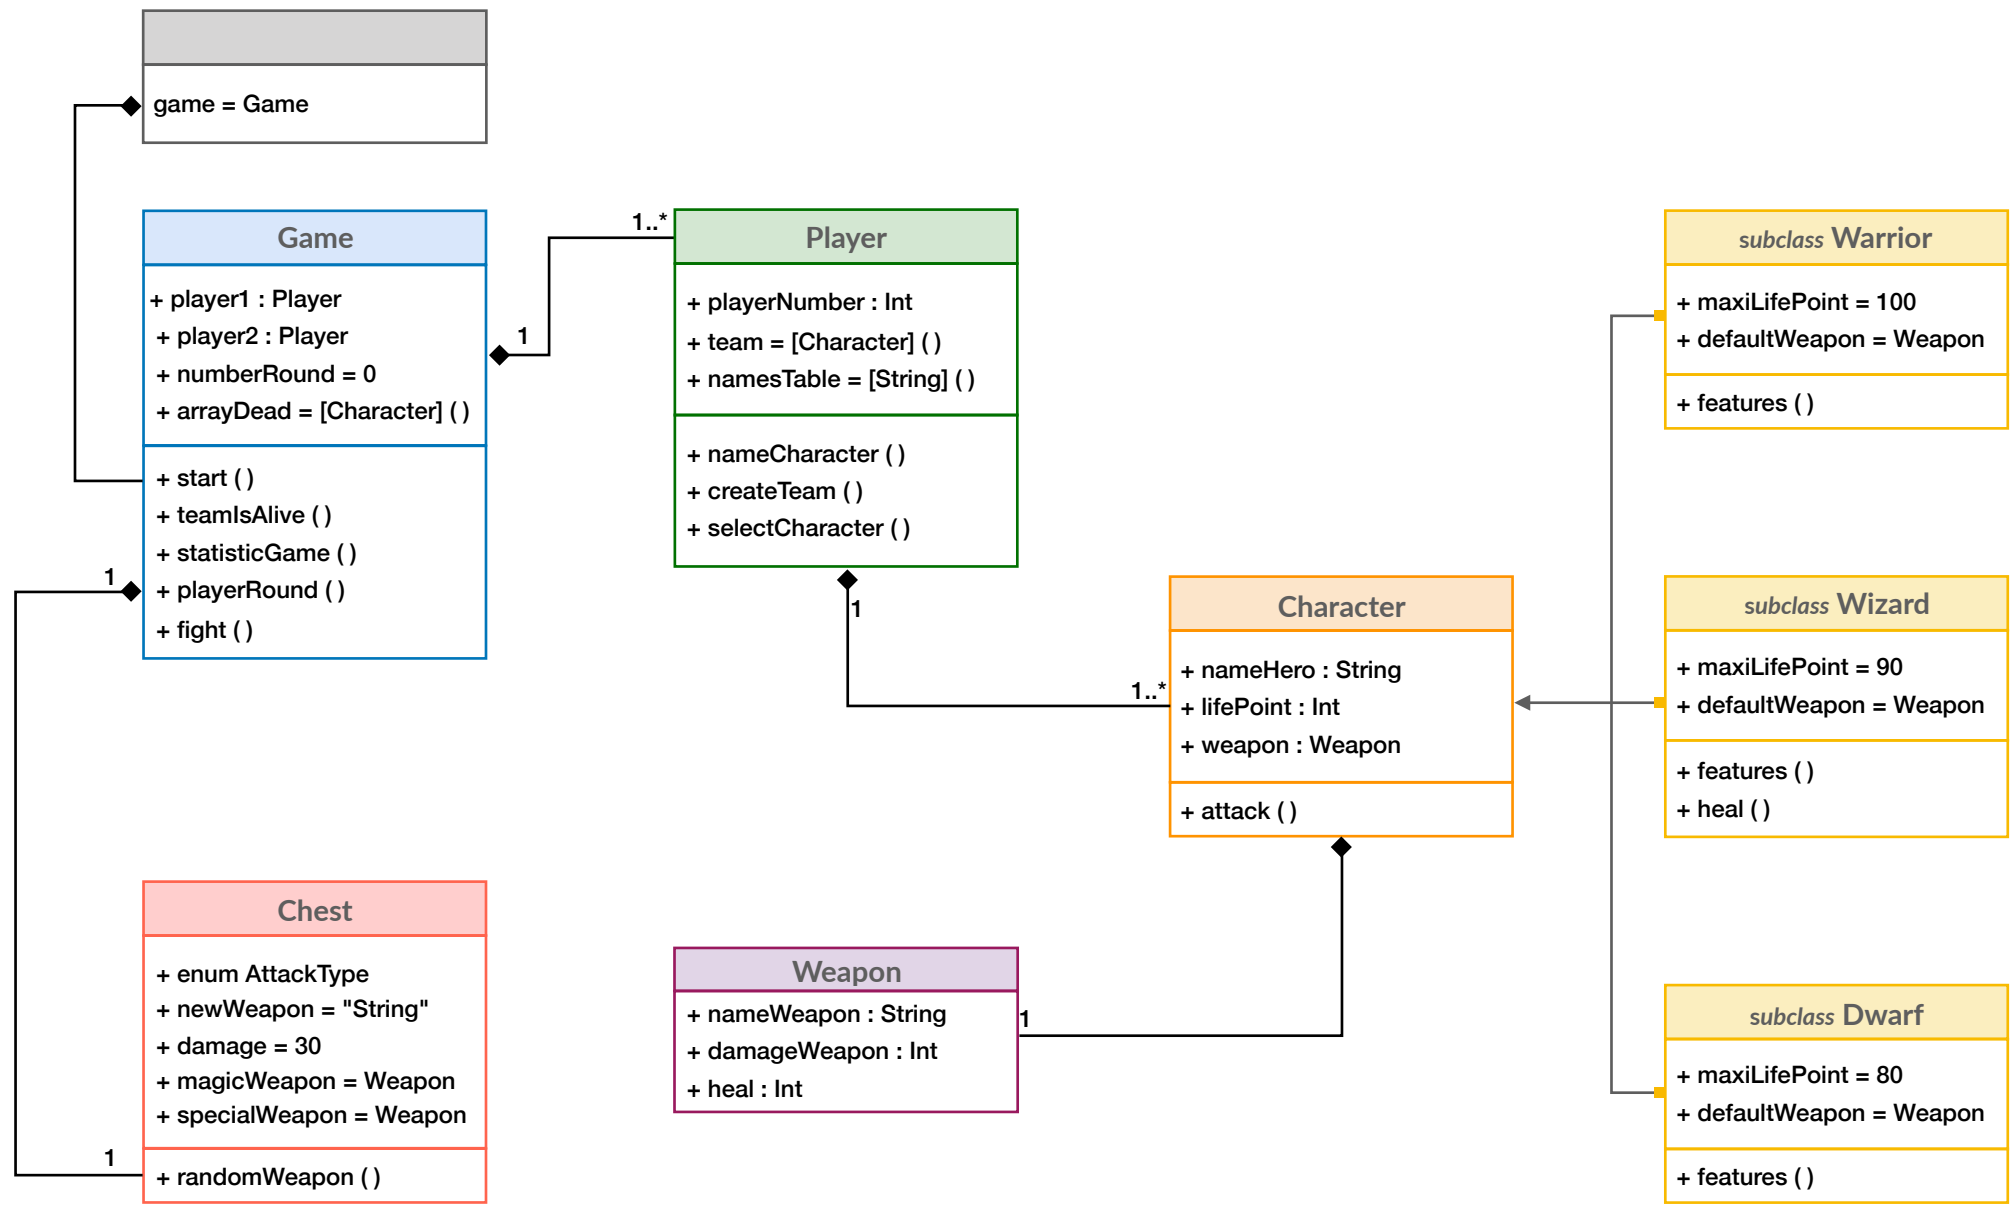 game = Game
Game
+ player1 : Player
+ player2 : Player
+ numberRound = 0
+ arrayDead = [Character] ( )
+ start ( )
+ teamIsAlive ( )
+ statisticGame ( )
+ playerRound ( )
+ fight ( )
1
1
1..*
Player
+ playerNumber : Int
+ team = [Character] ( )
+ namesTable = [String] ( )
+ nameCharacter ( )
+ createTeam ( )
+ selectCharacter ( )
1
1..*
Character
+ nameHero : String
+ lifePoint : Int
+ weapon : Weapon
+ attack ( )
subclass Warrior
+ maxiLifePoint = 100
+ defaultWeapon = Weapon
+ features ( )
subclass Wizard
+ maxiLifePoint = 90
+ defaultWeapon = Weapon
+ features ( )
+ heal ( )
subclass Dwarf
+ maxiLifePoint = 80
+ defaultWeapon = Weapon
+ features ( )
Chest
+ enum AttackType
+ newWeapon = "String"
+ damage = 30
+ magicWeapon = Weapon
+ specialWeapon = Weapon
+ randomWeapon ( )
1
Weapon
+ nameWeapon : String
+ damageWeapon : Int
+ heal : Int
1